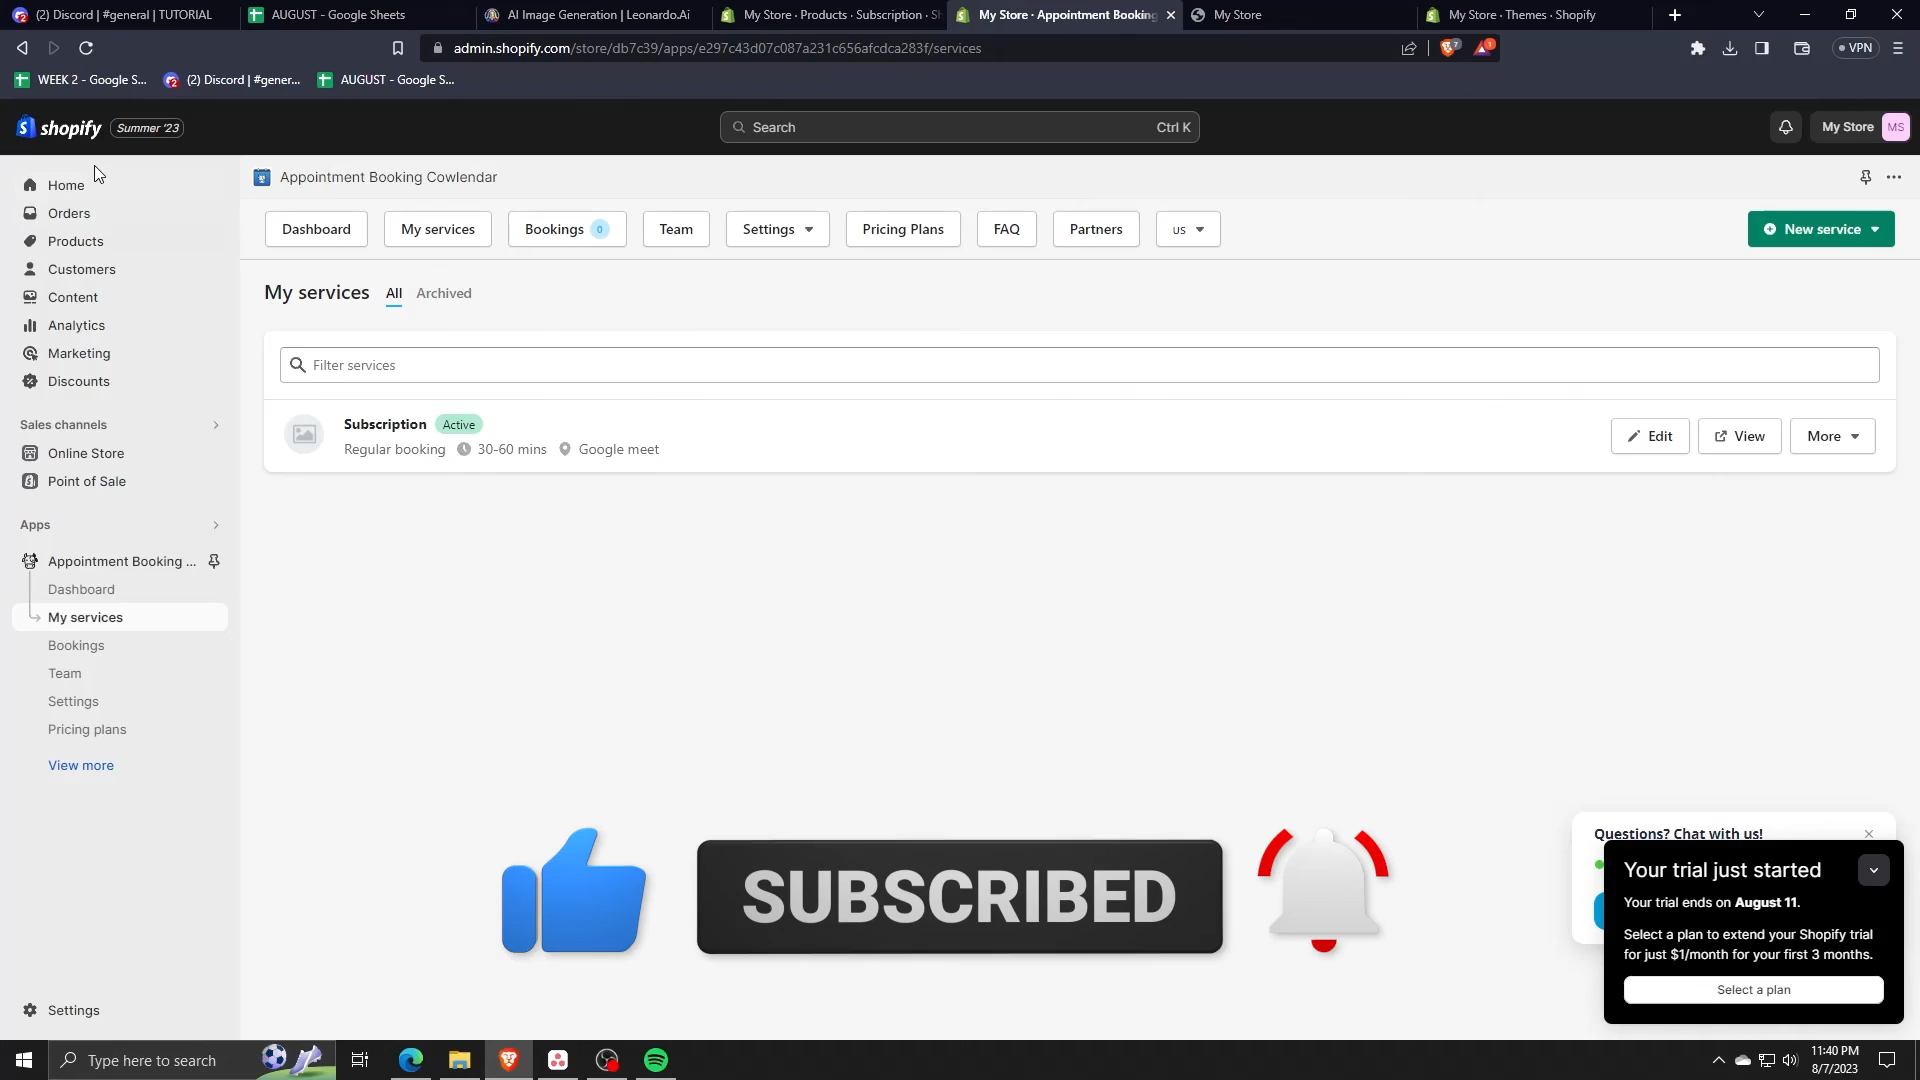 (2) Discord | #general | TUTORIAL
AUGUST - Google Sheets
AI Image Generation | Leonardo.Ai
My Store · Products · Subscription · S
My Store · Appointment Booking
My Store
My Store · Themes · Shopify
admin.shopify.com/store/db7c39/apps/e297c43d07c087a231c656afcdca283f/services
7
1
VPN
WEEK 2 - Google S...
(2) Discord | #gener...
AUGUST - Google S...
shopify
Summer '23
Search
Ctrl K
My Store
MS
Home
Orders
Products
Customers
Content
Analytics
Marketing
Discounts
Sales channels
Online Store
Point of Sale
Apps
Appointment Booking ...
Dashboard
My services
Bookings
Team
Settings
Pricing plans
View more
Settings
Appointment Booking Cowlendar
Dashboard
My services
Bookings 0
Team
Settings
Pricing Plans
FAQ
Partners
us
New service
My services
All
Archived
Filter services
Subscription
Active
Regular booking
30-60 mins
Google meet
Edit
View
More
SUBSCRIBED
Questions? Chat with us!
Your trial just started
Your trial ends on August 11.
Select a plan to extend your Shopify trial
for just $1/month for your first 3 months.
Select a plan
Type here to search
11:40 PM
8/7/2023